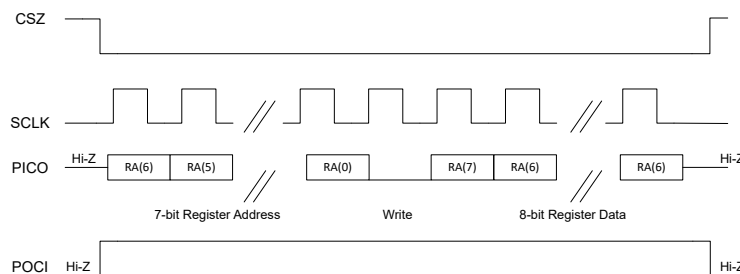 CSZ
SCLK
PICO Hi-Z RA(6) RA(5) RA(0) RA(7) RA(6) RA(6) Hi-Z
7-bit Register Address Write 8-bit Register Data
POCI Hi-Z Hi-Z